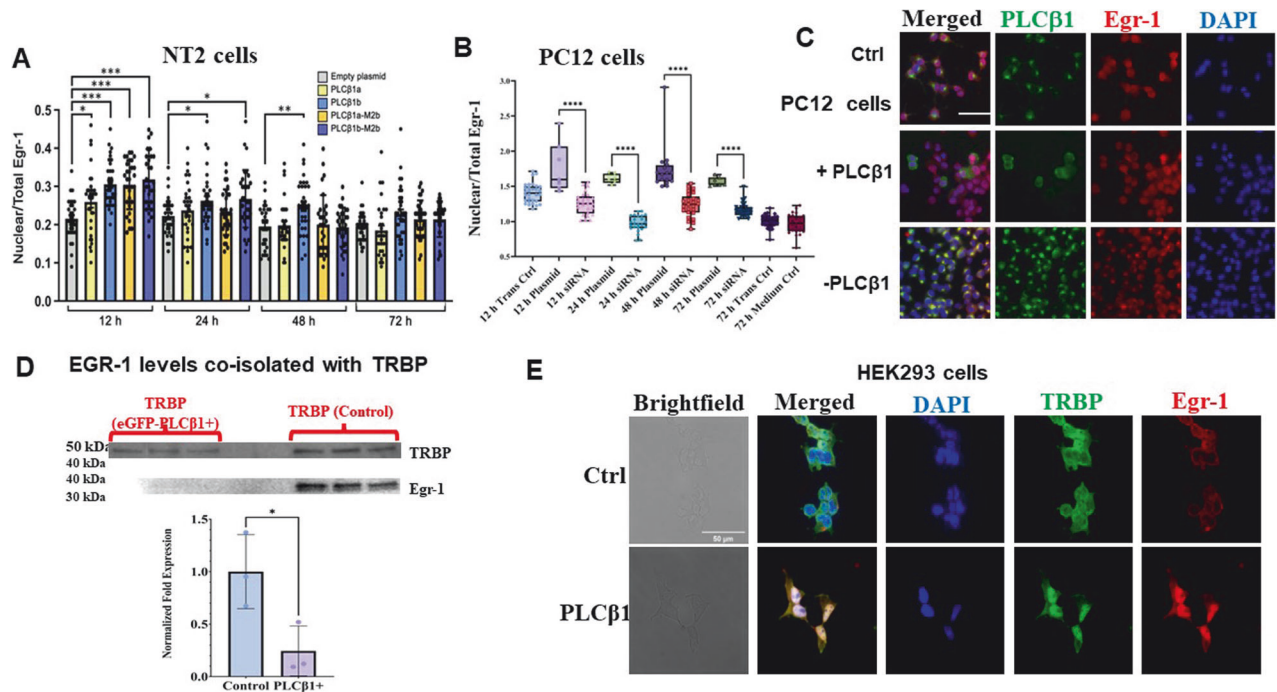 A
NT2 cells
Nuclear/Total Egr-1
0.5
0.4
0.3
0.2
0.1
0.0
Empty plasmid
PLCβ1a
PLCβ1b
PLCβ1a-M2b
PLCβ1b-M2b
***
***
***
*
*
*
**
12 h
24 h
48 h
72 h
B
PC12 cells
Nuclear/Total Egr-1
3.0
2.5
2.0
1.5
1.0
0.5
****
****
****
****
12 h Trans Ctrl
12 h Plasmid
12 h siRNA
24 h Plasmid
24 h siRNA
48 h Plasmid
48 h siRNA
72 h Plasmid
72 h siRNA
72 h Trans Ctrl
72 h Medium Ctrl
C
Merged PLCβ1 Egr-1 DAPI
Ctrl
PC12 cells
+ PLCβ1
-PLCβ1
D
EGR-1 levels co-isolated with TRBP
TRBP
(eGFP-PLCβ1+)
TRBP (Control)
50 kDa
40 kDa
TRBP
40 kDa
30 kDa
Egr-1
Normalized Fold Expression
1.5
1.0
0.5
0.0
*
Control PLCβ1+
E
HEK293 cells
Brightfield Merged DAPI TRBP Egr-1
Ctrl
50 μm
PLCβ1